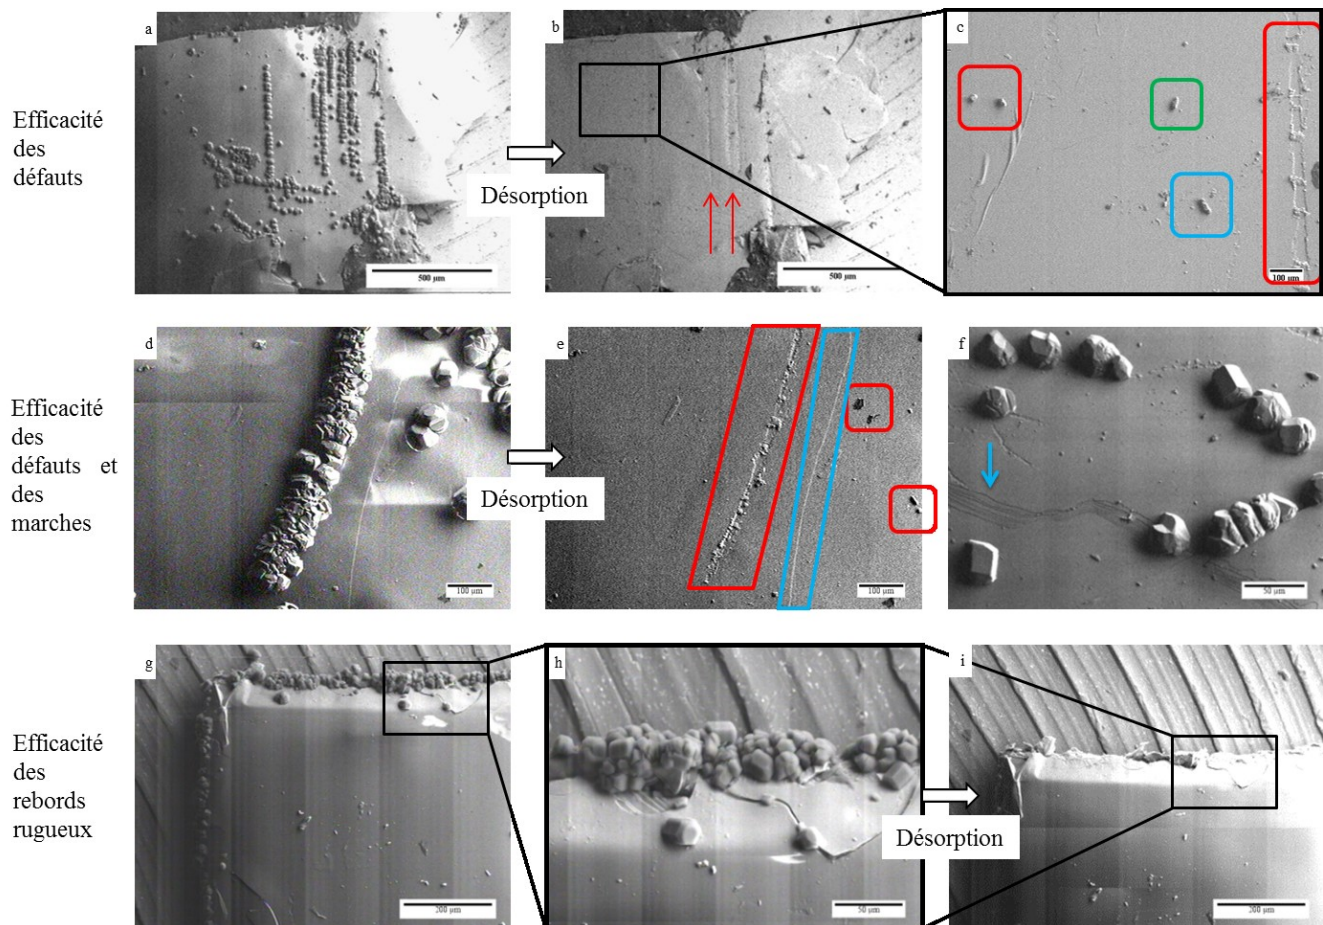 a
b
c
Efficacité
des
défauts
Désorption
500 µm
500 µm
100 µm
d
e
f
Efficacité
des
défauts et
des
marches
Désorption
100 µm
100 µm
50 µm
g
h
i
Efficacité
des
rebords
rugueux
Désorption
200 µm
50 µm
200 µm